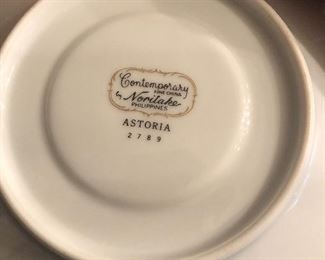 Contemporary
FINE CHINA
by Noritake
PHILIPPINES
ASTORIA
2789